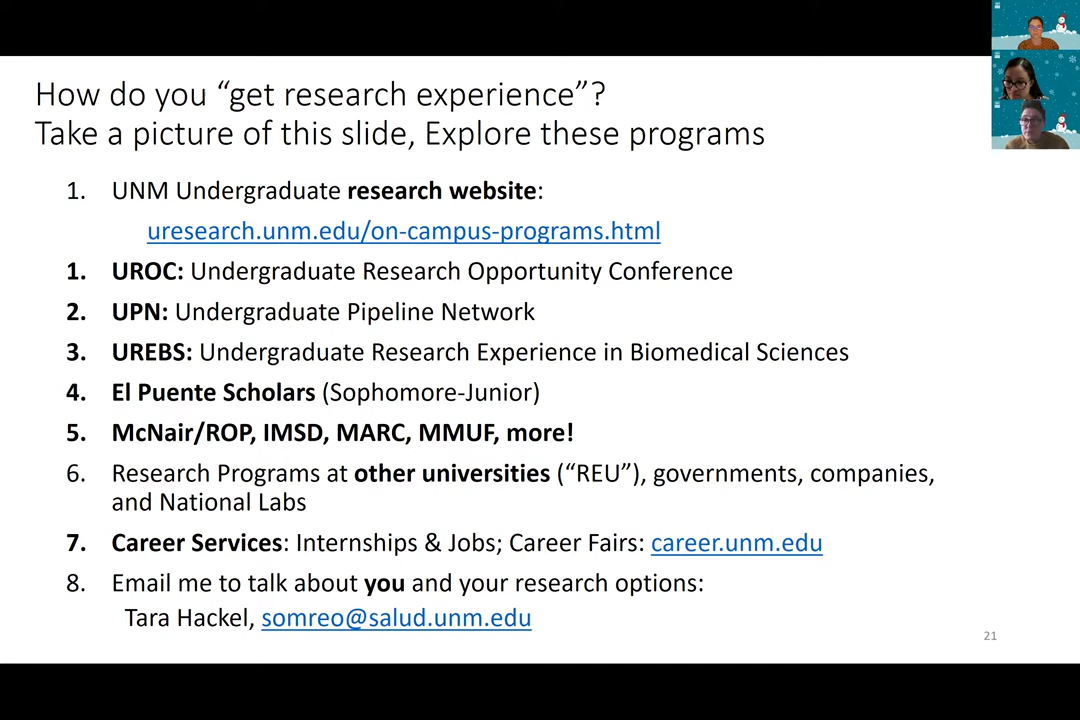 How do you “get research experience”?
Take a picture of this slide, Explore these programs
1. UNM Undergraduate research website:
uresearch.unm.edu/on-campus-programs.html
1. UROC: Undergraduate Research Opportunity Conference
2. UPN: Undergraduate Pipeline Network
3. UREBS: Undergraduate Research Experience in Biomedical Sciences
4. El Puente Scholars (Sophomore-Junior)
5. McNair/ROP, IMSD, MARC, MMUF, more!
6. Research Programs at other universities (“REU”), governments, companies,
and National Labs
7. Career Services: Internships & Jobs; Career Fairs: career.unm.edu
8. Email me to talk about you and your research options:
Tara Hackel, somreo@salud.unm.edu
21